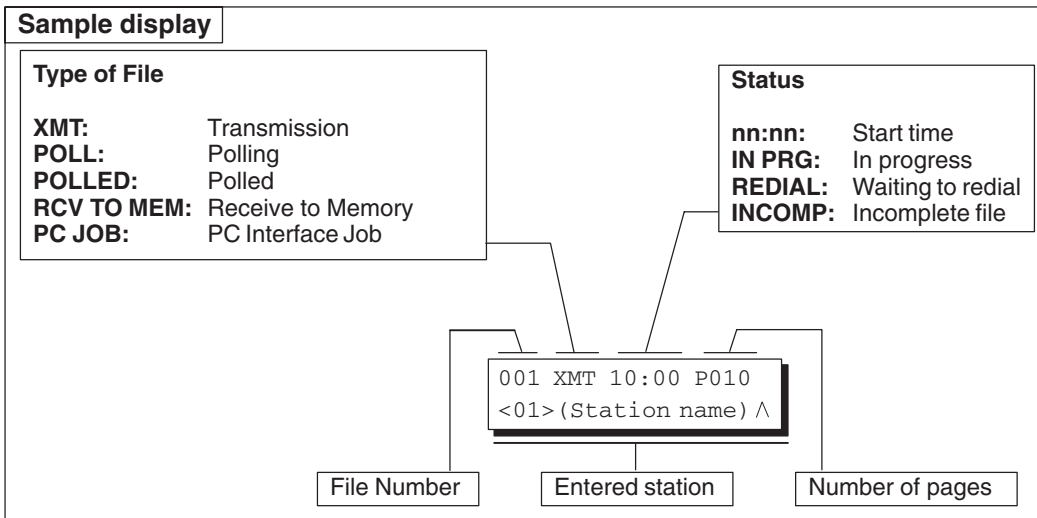 Sample display
Type of File
XMT: Transmission
POLL: Polling
POLLED: Polled
RCV TO MEM: Receive to Memory
PC JOB: PC Interface Job
Status
nn:nn: Start time
IN PRG: In progress
REDIAL: Waiting to redial
INCOMP: Incomplete file
001 XMT 10:00 P010
<01>(Station name) ∧
File Number
Entered station
Number of pages